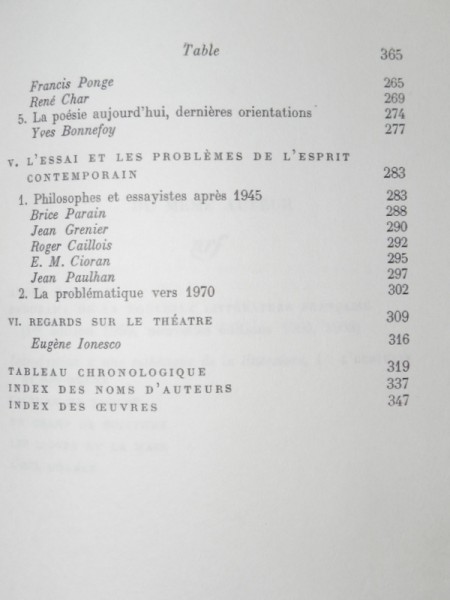 Table 365
Francis Ponge 265
René Char 269
5. La poésie aujourd'hui, dernières orientations 274
Yves Bonnefoy 277
V. L'ESSAI ET LES PROBLÈMES DE L'ESPRIT
CONTEMPORAIN 283
1. Philosophes et essayistes après 1945 283
Brice Parain 288
Jean Grenier 290
Roger Caillois 292
E. M. Cioran 295
Jean Paulhan 297
2. La problématique vers 1970 302
VI. REGARDS SUR LE THÉATRE 309
Eugène Ionesco 316
TABLEAU CHRONOLOGIQUE 319
INDEX DES NOMS D'AUTEURS 337
INDEX DES ŒUVRES 347